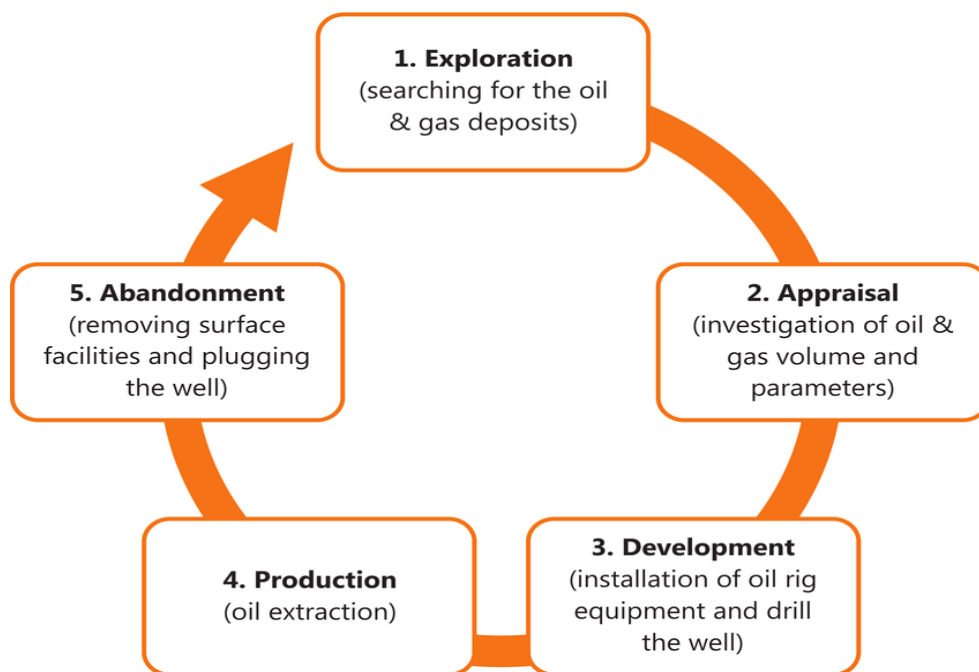 1. Exploration
(searching for the oil
& gas deposits)
2. Appraisal
(investigation of oil &
gas volume and
parameters)
3. Development
(installation of oil rig
equipment and drill
the well)
4. Production
(oil extraction)
5. Abandonment
(removing surface
facilities and plugging
the well)